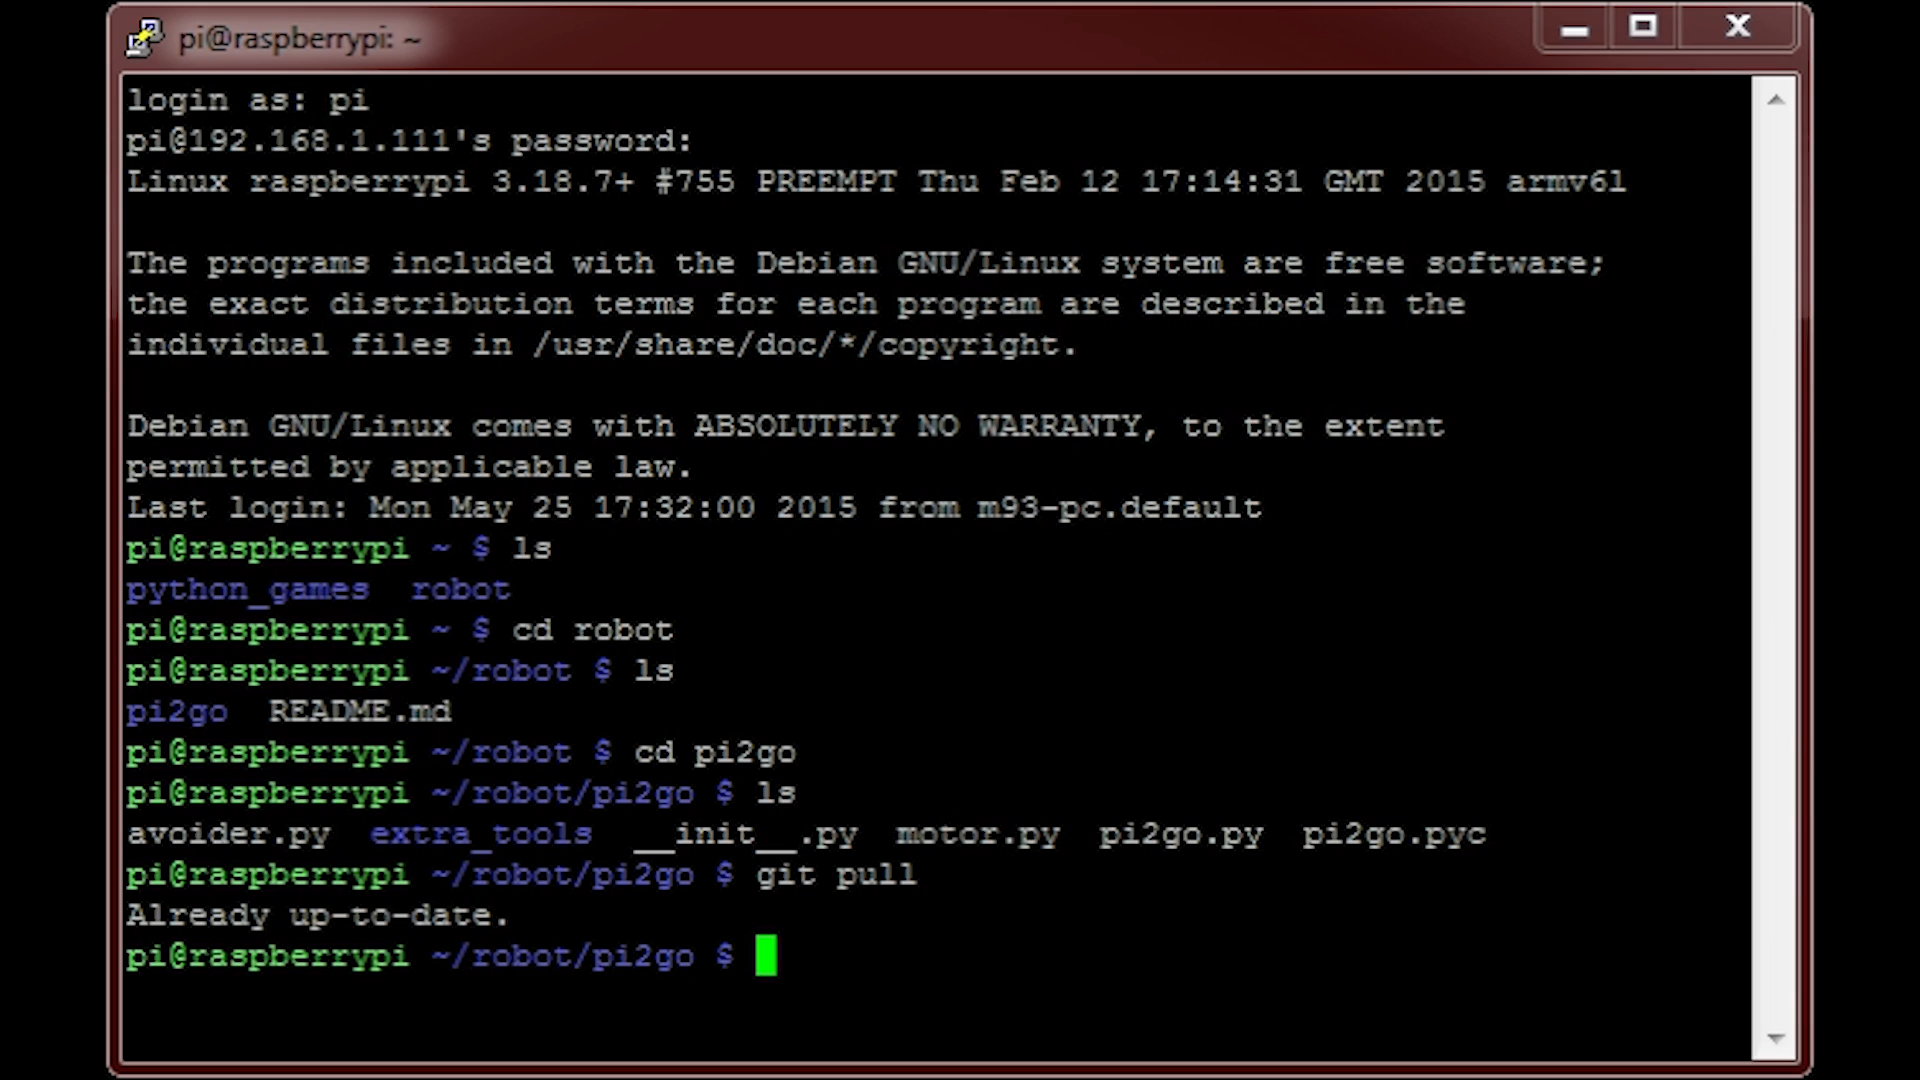 pi@raspberrypi: ~
login as: pi
pi@192.168.1.111's password:
Linux raspberrypi 3.18.7+ #755 PREEMPT Thu Feb 12 17:14:31 GMT 2015 armv6l
The programs included with the Debian GNU/Linux system are free software;
the exact distribution terms for each program are described in the
individual files in /usr/share/doc/*/copyright.
Debian GNU/Linux comes with ABSOLUTELY NO WARRANTY, to the extent
permitted by applicable law.
Last login: Mon May 25 17:32:00 2015 from m93-pc.default
pi@raspberrypi ~ $ ls
python_games  robot
pi@raspberrypi ~ $ cd robot
pi@raspberrypi ~/robot $ ls
pi2go  README.md
pi@raspberrypi ~/robot $ cd pi2go
pi@raspberrypi ~/robot/pi2go $ ls
avoider.py  extra_tools  __init__.py  motor.py  pi2go.py  pi2go.pyc
pi@raspberrypi ~/robot/pi2go $ git pull
Already up-to-date.
pi@raspberrypi ~/robot/pi2go $